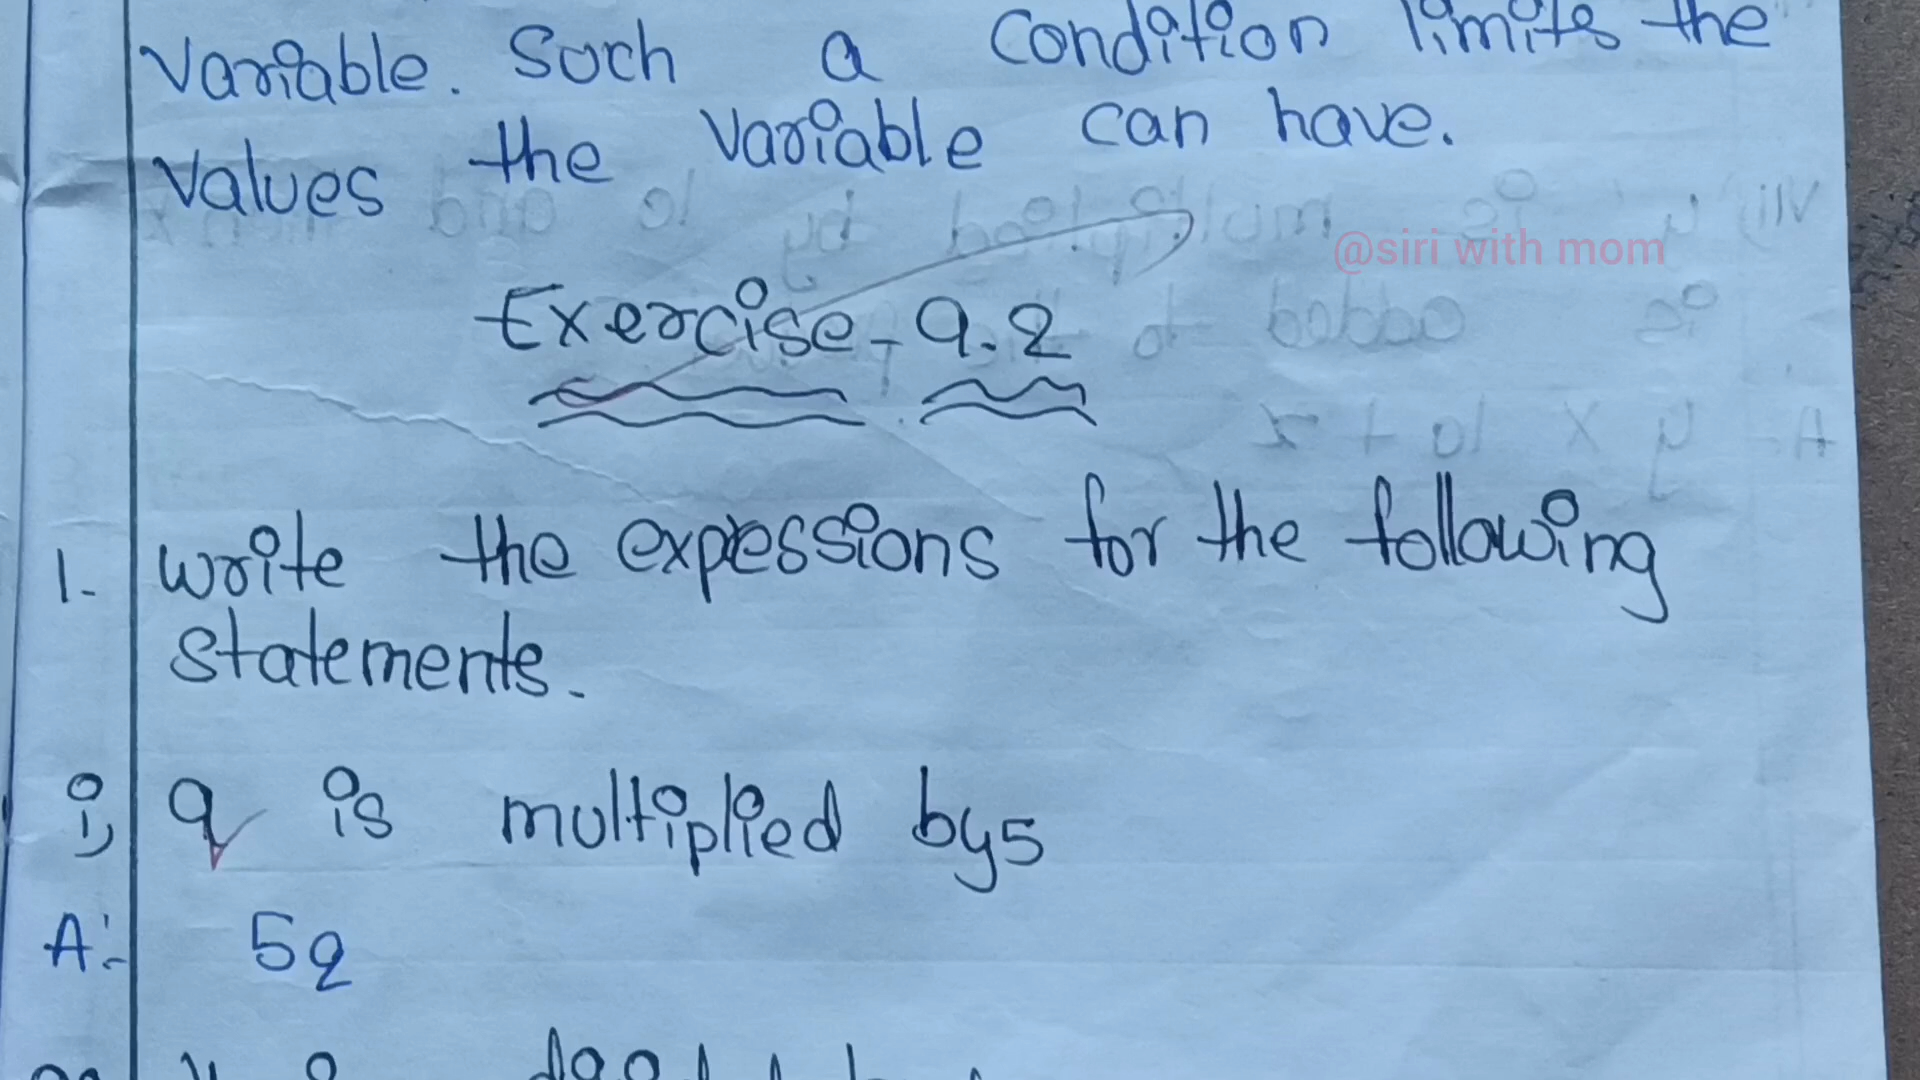 Variable. Such a Condition limits the
Values the Variable can have.
@siri with mom
Exercise - 9.2
1. write the expressions for the following
statements.
i) q is multiplied by 5
A:- 5q